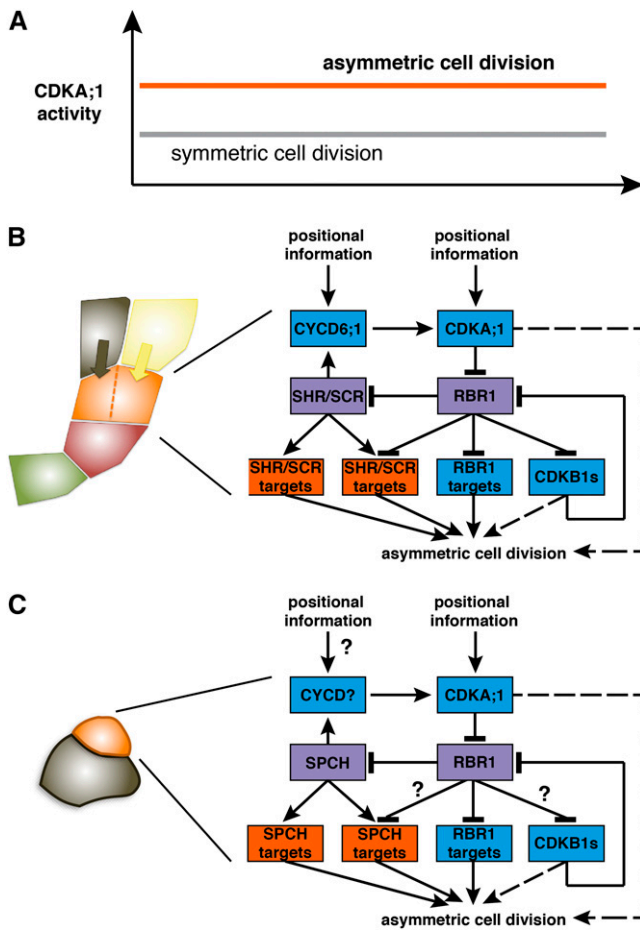 A
CDKA;1
activity
asymmetric cell division
symmetric cell division
B
positional
information
positional
information
CYCD6;1
CDKA;1
SHR/SCR
RBR1
SHR/SCR
targets
SHR/SCR
targets
RBR1
targets
CDKB1s
asymmetric cell division
C
positional
information
positional
information
?
CYCD?
CDKA;1
SPCH
RBR1
?
?
SPCH
targets
SPCH
targets
RBR1
targets
CDKB1s
asymmetric cell division